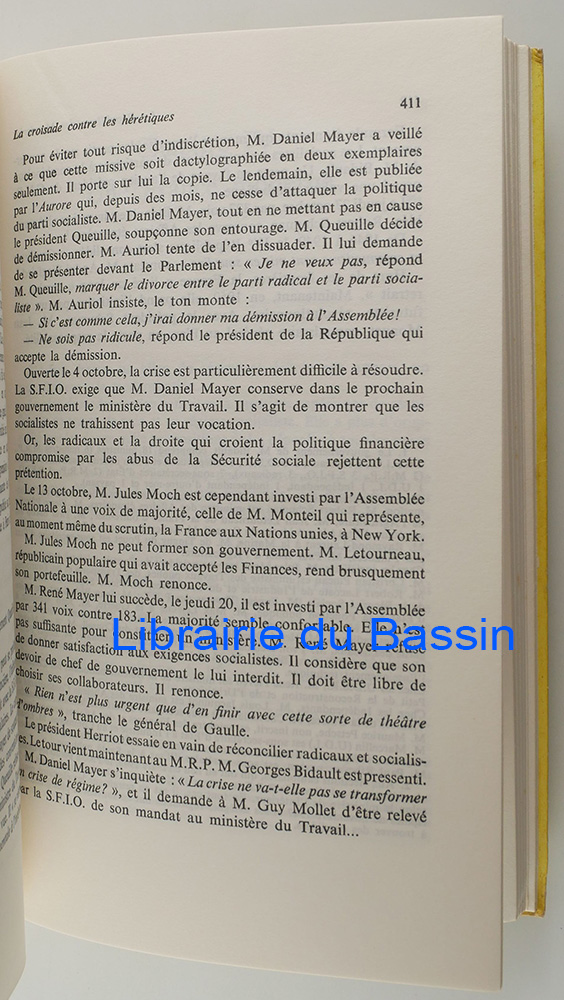 La croisade contre les hérétiques
411
Pour éviter tout risque d'indiscrétion, M. Daniel Mayer a veillé
à ce que cette missive soit dactylographiée en deux exemplaires
seulement. Il porte sur lui la copie. Le lendemain, elle est publiée
par l'Aurore qui, depuis des mois, ne cesse d'attaquer la politique
du parti socialiste. M. Daniel Mayer, tout en ne mettant pas en cause
le président Queuille, soupçonne son entourage. M. Queuille décide
de démissionner. M. Auriol tente de l'en dissuader. Il lui demande
de se présenter devant le Parlement : « Je ne veux pas, répond
M. Queuille, marquer le divorce entre le parti radical et le parti socia-
liste ». M. Auriol insiste, le ton monte :
— Si c'est comme cela, j'irai donner ma démission à l'Assemblée!
— Ne sois pas ridicule, répond le président de la République qui
accepte la démission.
Ouverte le 4 octobre, la crise est particulièrement difficile à résoudre.
La S.F.I.O. exige que M. Daniel Mayer conserve dans le prochain
gouvernement le ministère du Travail. Il s'agit de montrer que les
socialistes ne trahissent pas leur vocation.
Or, les radicaux et la droite qui croient la politique financière
compromise par les abus de la Sécurité sociale rejettent cette
prétention.
Le 13 octobre, M. Jules Moch est cependant investi par l'Assemblée
Nationale à une voix de majorité, celle de M. Monteil qui représente,
au moment même du scrutin, la France aux Nations unies, à New York.
M. Jules Moch ne peut former son gouvernement. M. Letourneau,
républicain populaire qui avait accepté les Finances, rend brusquement
son portefeuille. M. Moch renonce.
M. René Mayer lui succède, le jeudi 20, il est investi par l'Assemblée
par 341 voix contre 183... La majorité semble confortable. Elle n'est
pas suffisante pour constituer un ministère. M. René Mayer refuse
de donner satisfaction aux exigences socialistes. Il considère que son
devoir de chef de gouvernement le lui interdit. Il doit être libre de
choisir ses collaborateurs. Il renonce.
« Rien n'est plus urgent que d'en finir avec cette sorte de théâtre
d'ombres », tranche le général de Gaulle.
Le président Herriot essaie en vain de réconcilier radicaux et socialis-
es. Le tour vient maintenant au M.R.P. M. Georges Bidault est pressenti.
M. Daniel Mayer s'inquiète : « La crise ne va-t-elle pas se transformer
n crise de régime? », et il demande à M. Guy Mollet d'être relevé
ar la S.F.I.O. de son mandat au ministère du Travail...
Librairie du Bassin